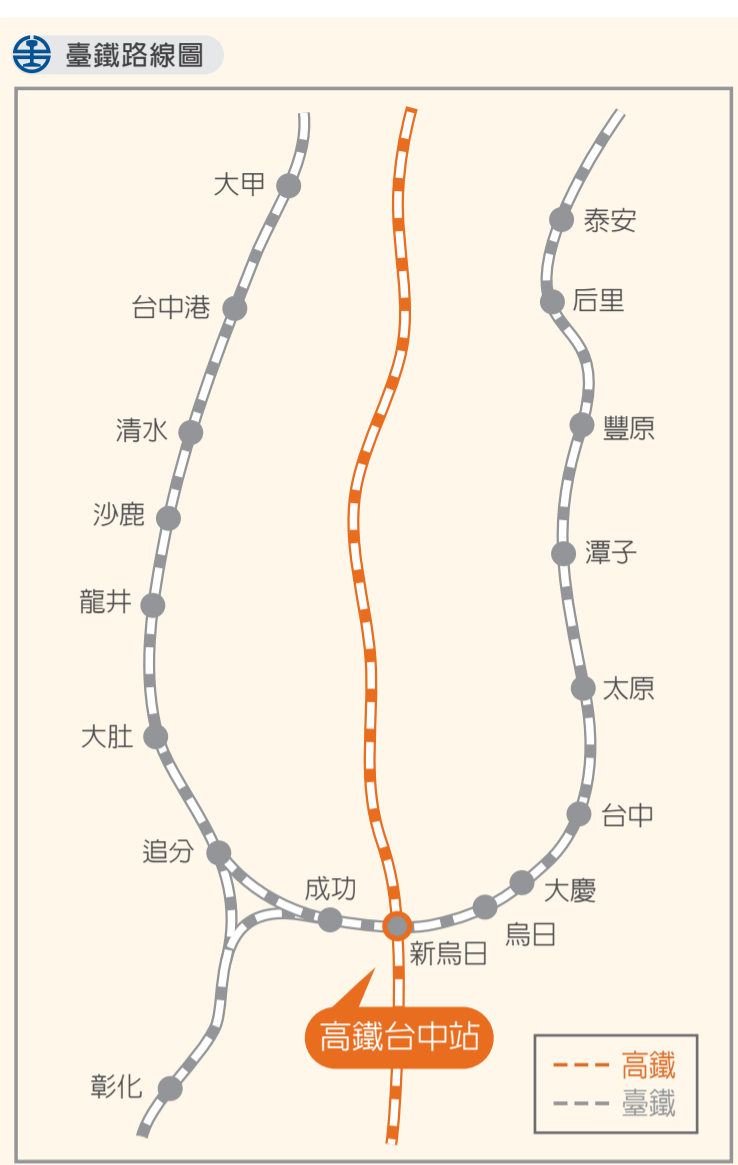 臺鐵路線圖
大甲
台中港
清水
沙鹿
龍井
大肚
追分
成功
彰化
泰安
后里
豐原
潭子
太原
台中
大慶
烏日
新烏日
高鐵台中站
高鐵
臺鐵